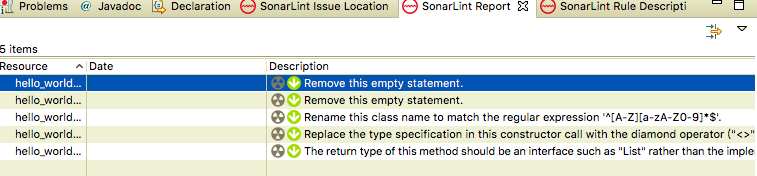 Problems @ Javadoc Declaration SonarLint Issue Location SonarLint Report SonarLint Rule Descripti
5 items
Resource Date Description
hello_world... Remove this empty statement.
hello_world... Remove this empty statement.
hello_world... Rename this class name to match the regular expression '^[A-Z][a-zA-Z0-9]*$'.
hello_world... Replace the type specification in this constructor call with the diamond operator ("<>"
hello_world... The return type of this method should be an interface such as "List" rather than the imple